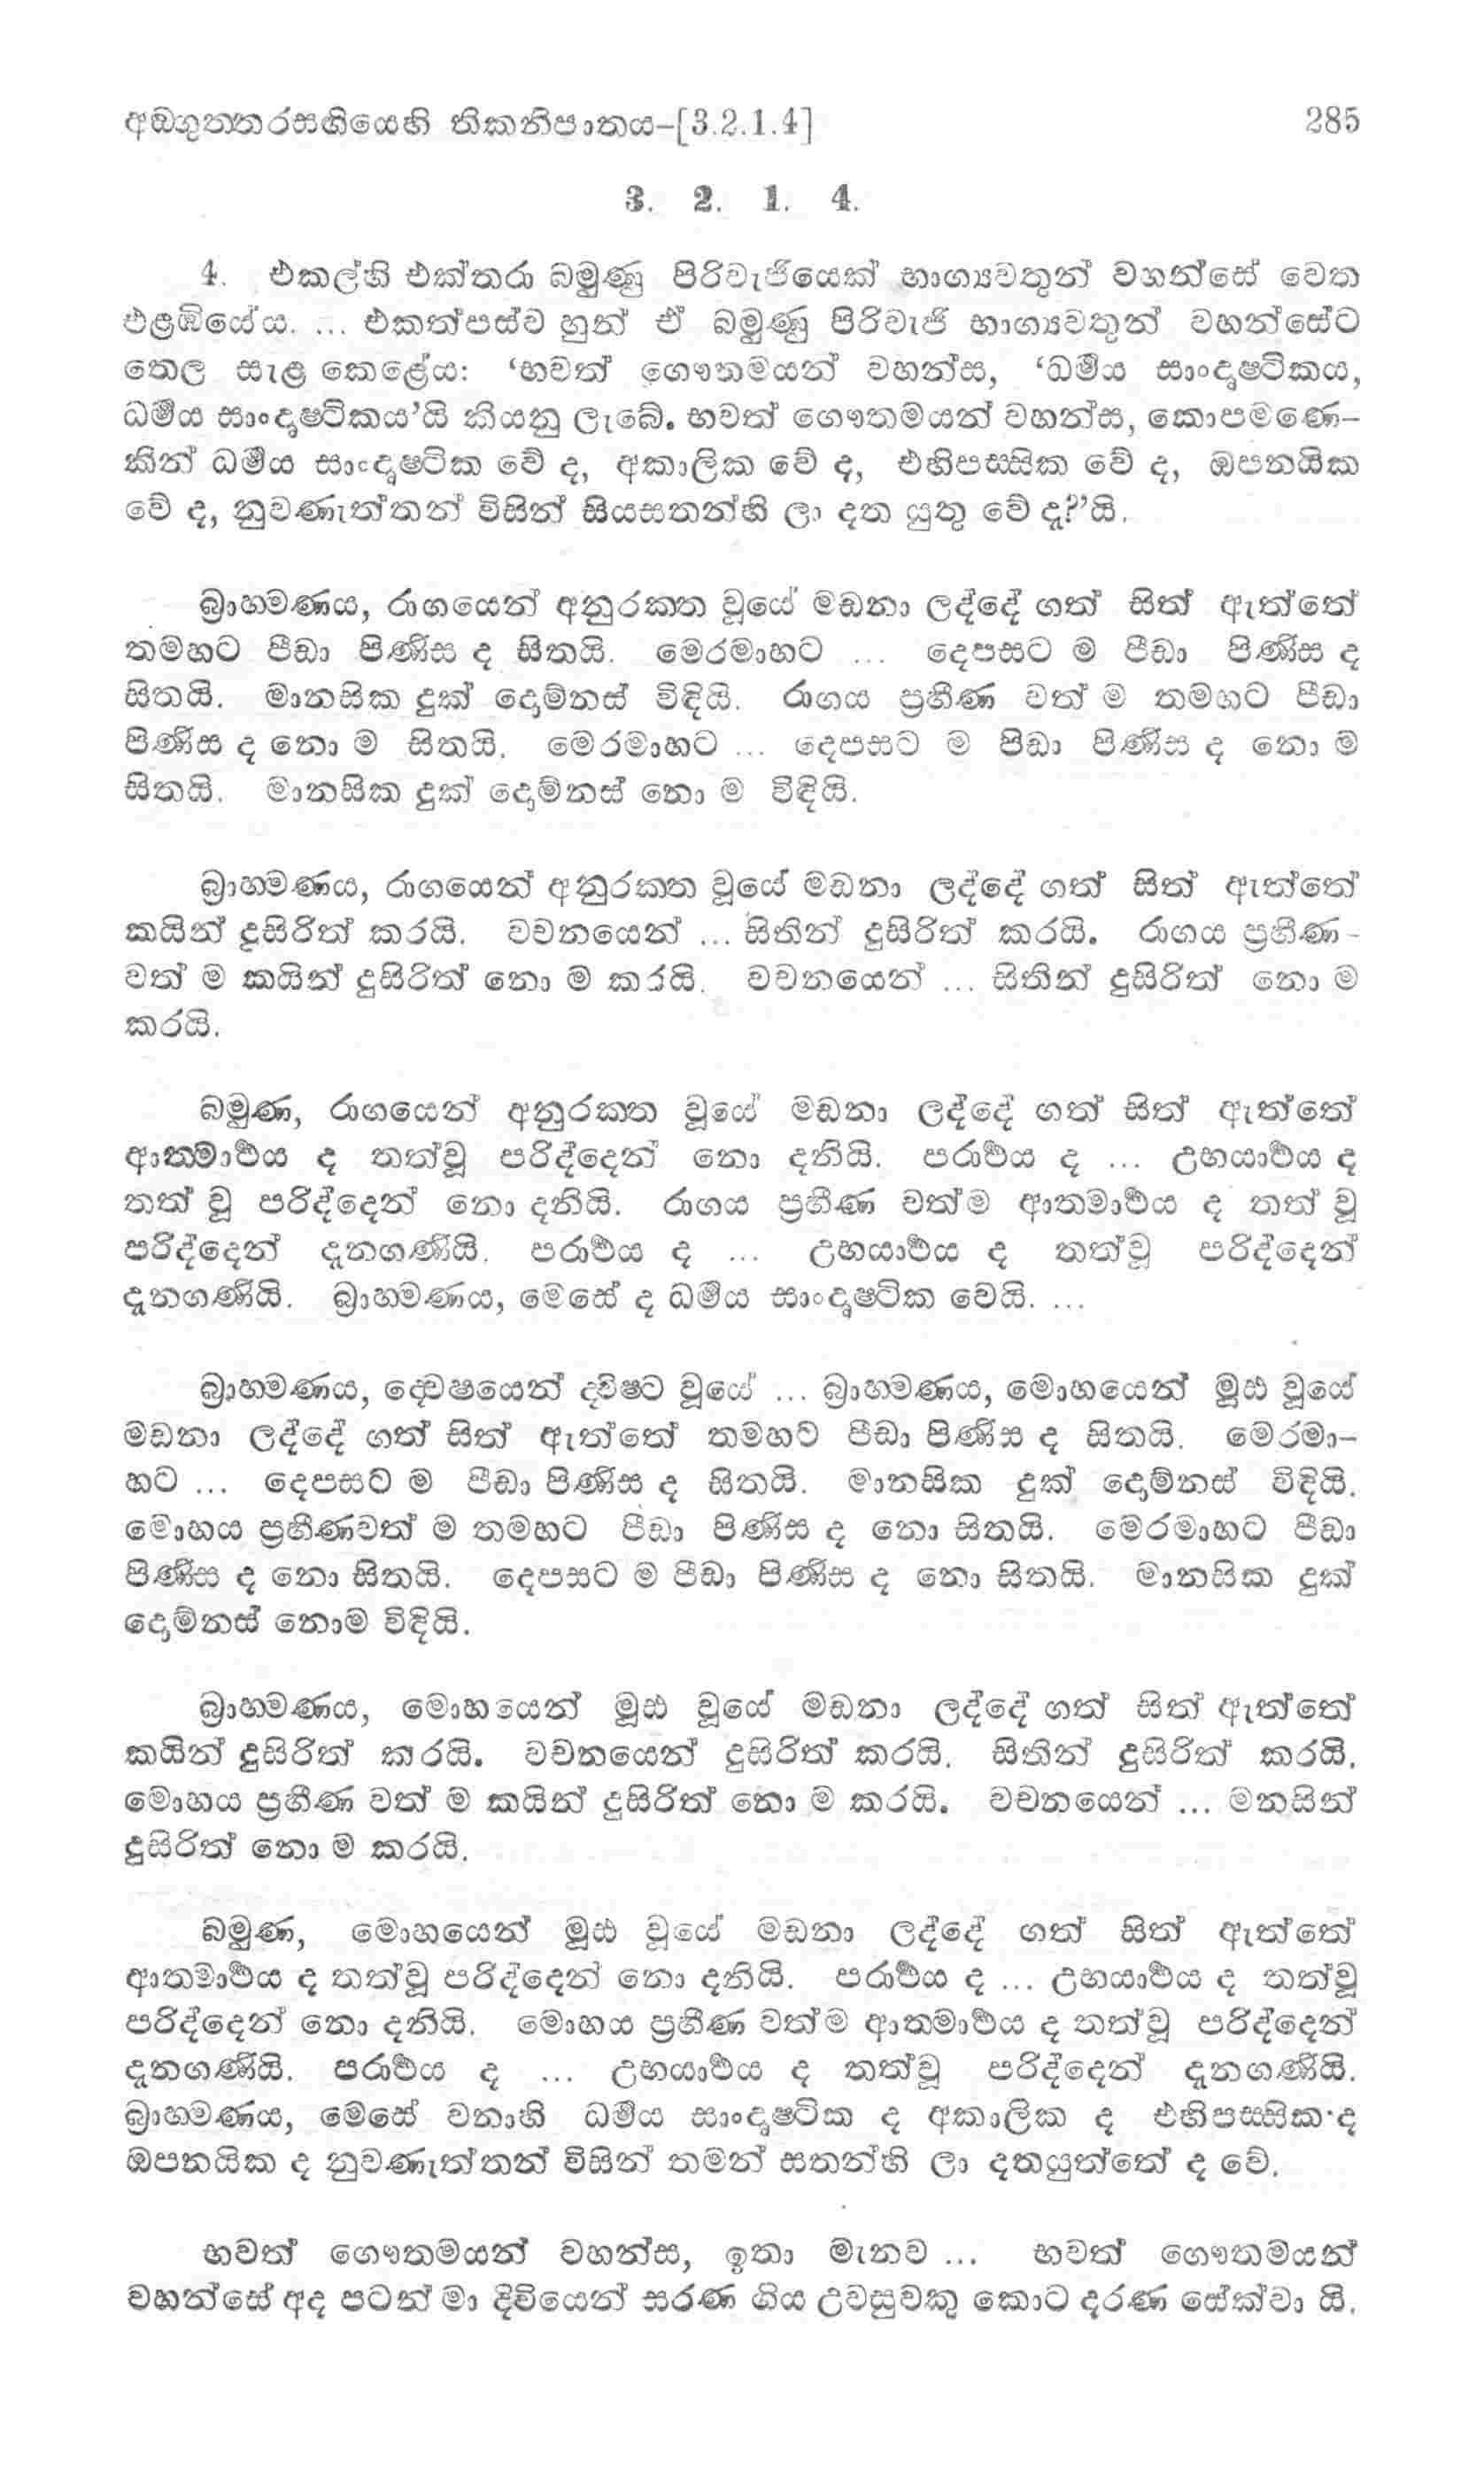 අඞ්ගුත්තරසඟියෙහි තිකනිපාතය–[3.2.1.4] 285
3. 2. 1. 4.
4. එකල්හි එක්තරා බමුණු පිරිවැජියෙක් භාග්‍යවතුන් වහන්සේ වෙත
එළඹියේය. ... එකත්පස්ව හුන් ඒ බමුණු පිරිවැජි භාග්‍යවතුන් වහන්සේට
තෙල සැළ කෙළේය: ‘භවත් ගෞතමයන් වහන්ස, ‘ධර්‍මය සාංදෘෂ්ටිකය,
ධර්‍මය සාංදෘෂ්ටිකය’යි කියනු ලැබේ. භවත් ගෞතමයන් වහන්ස, කොපමණෙ–
කින් ධර්‍මය සාංදෘෂ්ටික වේ ද, අකාලික වේ ද, එහිපස්සික වේ ද, ඔපනයික
වේ ද, නුවණැත්තන් විසින් සියසතන්හි ලා දත යුතු වේ ද?’යි.
බ්‍රාහ්මණය, රාගයෙන් අනුරක්ත වූයේ මඩනා ලද්දේ ගත් සිත් ඇත්තේ
තමහට පීඩා පිණිස ද සිතයි. මෙරමාහට ... දෙපසට ම පීඩා පිණිස ද
සිතයි. මානසික දුක් දොම්නස් විඳියි. රාගය ප්‍රහීණ වත් ම තමහට පීඩා
පිණිස ද නො ම සිතයි. මෙරමාහට ... දෙපසට ම පිඩා පිණිස ද නො ම
සිතයි. මානසික දුක් දොම්නස් නො ම විඳියි.
බ්‍රාහ්මණය, රාගයෙන් අනුරක්ත වූයේ මඩනා ලද්දේ ගත් සිත් ඇත්තේ
කයින් දුසිරිත් කරයි. වචනයෙන් ... සිතින් දුසිරිත් කරයි. රාගය ප්‍රහීණ-
වත් ම කයින් දුසිරිත් නො ම කරයි. වචනයෙන් ... සිතින් දුසිරිත් නො ම
කරයි.
බමුණ, රාගයෙන් අනුරක්ත වූයේ මඩනා ලද්දේ ගත් සිත් ඇත්තේ
ආත්මාර්‍ථය ද තත්වූ පරිද්දෙන් නො දනියි. පරාර්‍ථය ද ... උභයාර්‍ථය ද
තත් වූ පරිද්දෙන් නො දනියි. රාගය ප්‍රහීණ වත්ම ආත්මාර්‍ථය ද තත් වූ
පරිද්දෙන් දැනගණියි. පරාර්‍ථය ද ... උභයාර්‍ථය ද තත්වූ පරිද්දෙන්
දැනගණියි. බ්‍රාහ්මණය, මෙසේ ද ධර්‍මය සාංදෘෂ්ටික වෙයි. ...
බ්‍රාහ්මණය, ද්වේෂයෙන් ද්විෂ්ට වූයේ ... බ්‍රාහ්මණය, මොහයෙන් මූඪ වූයේ
මඩනා ලද්දේ ගත් සිත් ඇත්තේ තමහට පීඩා පිණිස ද සිතයි. මෙරමා–
හට ... දෙපසට ම පීඩා පිණිස ද සිතයි. මානසික දුක් දොම්නස් විඳියි.
මොහය ප්‍රහීණවත් ම තමහට පීඩා පිණිස ද නො සිතයි. මෙරමාහට පීඩා
පිණිස ද නො සිතයි. දෙපසට ම පීඩා පිණිස ද නො සිතයි. මානසික දුක්
දොම්නස් නොම විඳියි.
බ්‍රාහ්මණය, මොහයෙන් මූඪ වූයේ මඩනා ලද්දේ ගත් සිත් ඇත්තේ
කයින් දුසිරිත් කරයි. වචනයෙන් දුසිරිත් කරයි. සිතින් දුසිරිත් කරයි.
මොහය ප්‍රහීණ වත් ම කයින් දුසිරිත් නො ම කරයි. වචනයෙන් ... මනසින්
දුසිරිත් නො ම කරයි.
බමුණ, මොහයෙන් මූඪ වූයේ මඩනා ලද්දේ ගත් සිත් ඇත්තේ
ආත්මාර්‍ථය ද තත්වූ පරිද්දෙන් නො දනියි. පරාර්‍ථය ද ... උභයාර්‍ථය ද තත්වූ
පරිද්දෙන් නො දනියි. මොහය ප්‍රහීණ වත්ම ආත්මාර්‍ථය ද තත්වූ පරිද්දෙන්
දැනගණියි. පරාර්‍ථය ද ... උභයාර්‍ථය ද තත්වූ පරිද්දෙන් දැනගණියි.
බ්‍රාහ්මණය, මෙසේ වනාහි ධර්‍මය සාංදෘෂ්ටික ද අකාලික ද එහිපස්සික ද
ඔපනයික ද නුවණැත්තන් විසින් තමන් සතන්හි ලා දතයුත්තේ ද වේ.
භවත් ගෞතමයන් වහන්ස, ඉතා මැනව ... භවත් ගෞතමයන්
වහන්සේ අද පටන් මා දිවියෙන් සරණ ගිය උවසුවකු කොට දරණ සේක්වා යි.